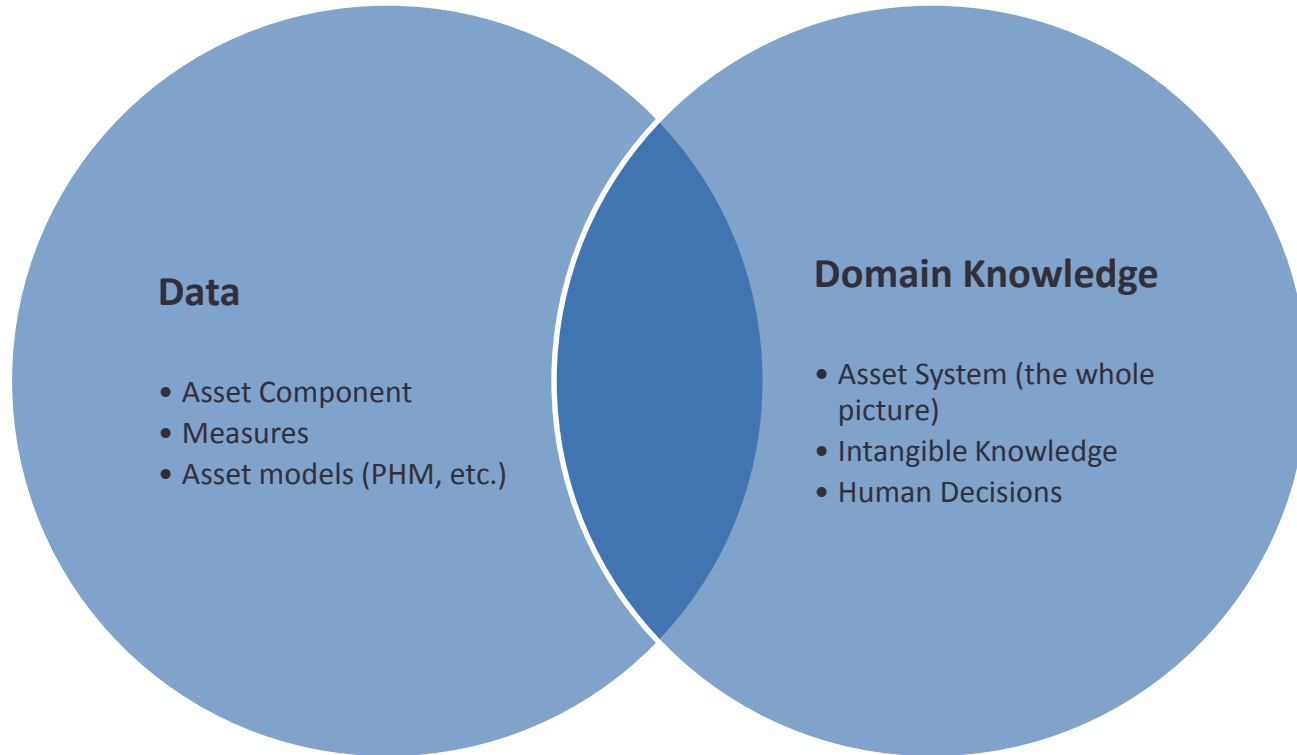 Data
• Asset Component
• Measures
• Asset models (PHM, etc.)
Domain Knowledge
• Asset System (the whole
picture)
• Intangible Knowledge
• Human Decisions